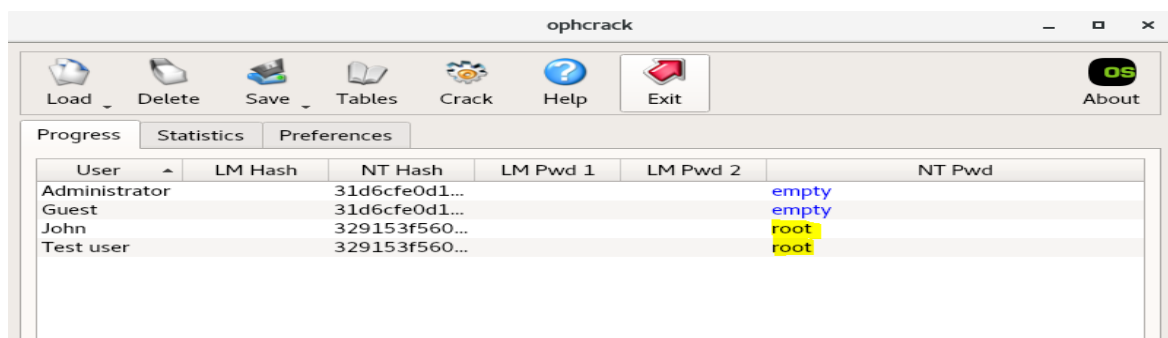 ophcrack
Load Delete Save Tables Crack Help Exit OS About
Progress Statistics Preferences
User LM Hash NT Hash LM Pwd 1 LM Pwd 2 NT Pwd
Administrator 31d6cfe0d1... empty
Guest 31d6cfe0d1... empty
John 329153f560... root
Test user 329153f560... root